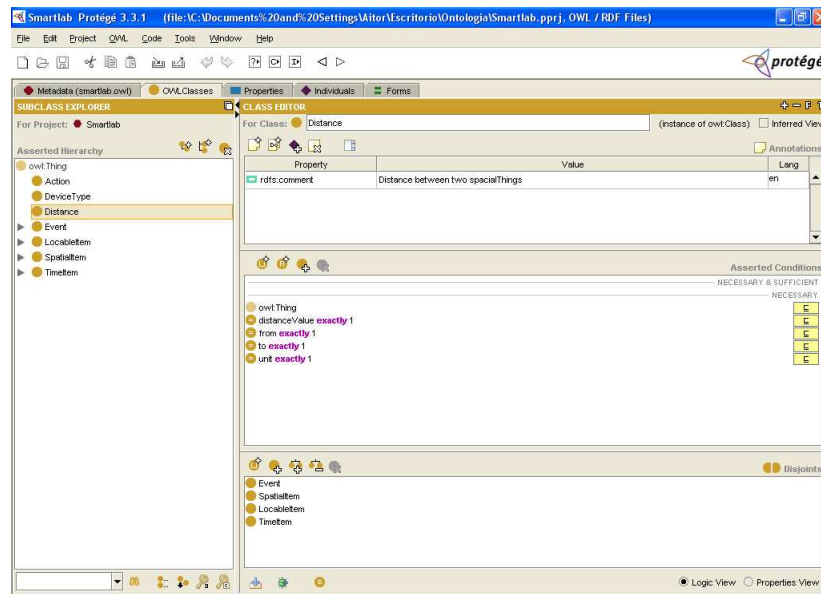 Smartlab Protégé 3.3.1 (file:\C:\Documents%20and%20Settings\Aitor\Escritorio\Ontologia\Smartlab.pprj, OWL / RDF Files)
File Edit Project OWL Code Tools Window Help
protégé
Metadata (smartlab.owl) OWLClasses Properties Individuals Forms
SUBCLASS EXPLORER
For Project: Smartlab
Asserted Hierarchy
owl:Thing
Action
DeviceType
Distance
Event
LocableItem
SpatialItem
TimeItem
CLASS EDITOR
For Class: Distance (instance of owl:Class) Inferred View
Annotations
Property Value Lang
rdfs:comment Distance between two spacialThings en
Asserted Conditions
NECESSARY & SUFFICIENT
NECESSARY
owl:Thing
distanceValue exactly 1
from exactly 1
to exactly 1
unit exactly 1
Disjoints
Event
SpatialItem
LocableItem
TimeItem
Logic View Properties View